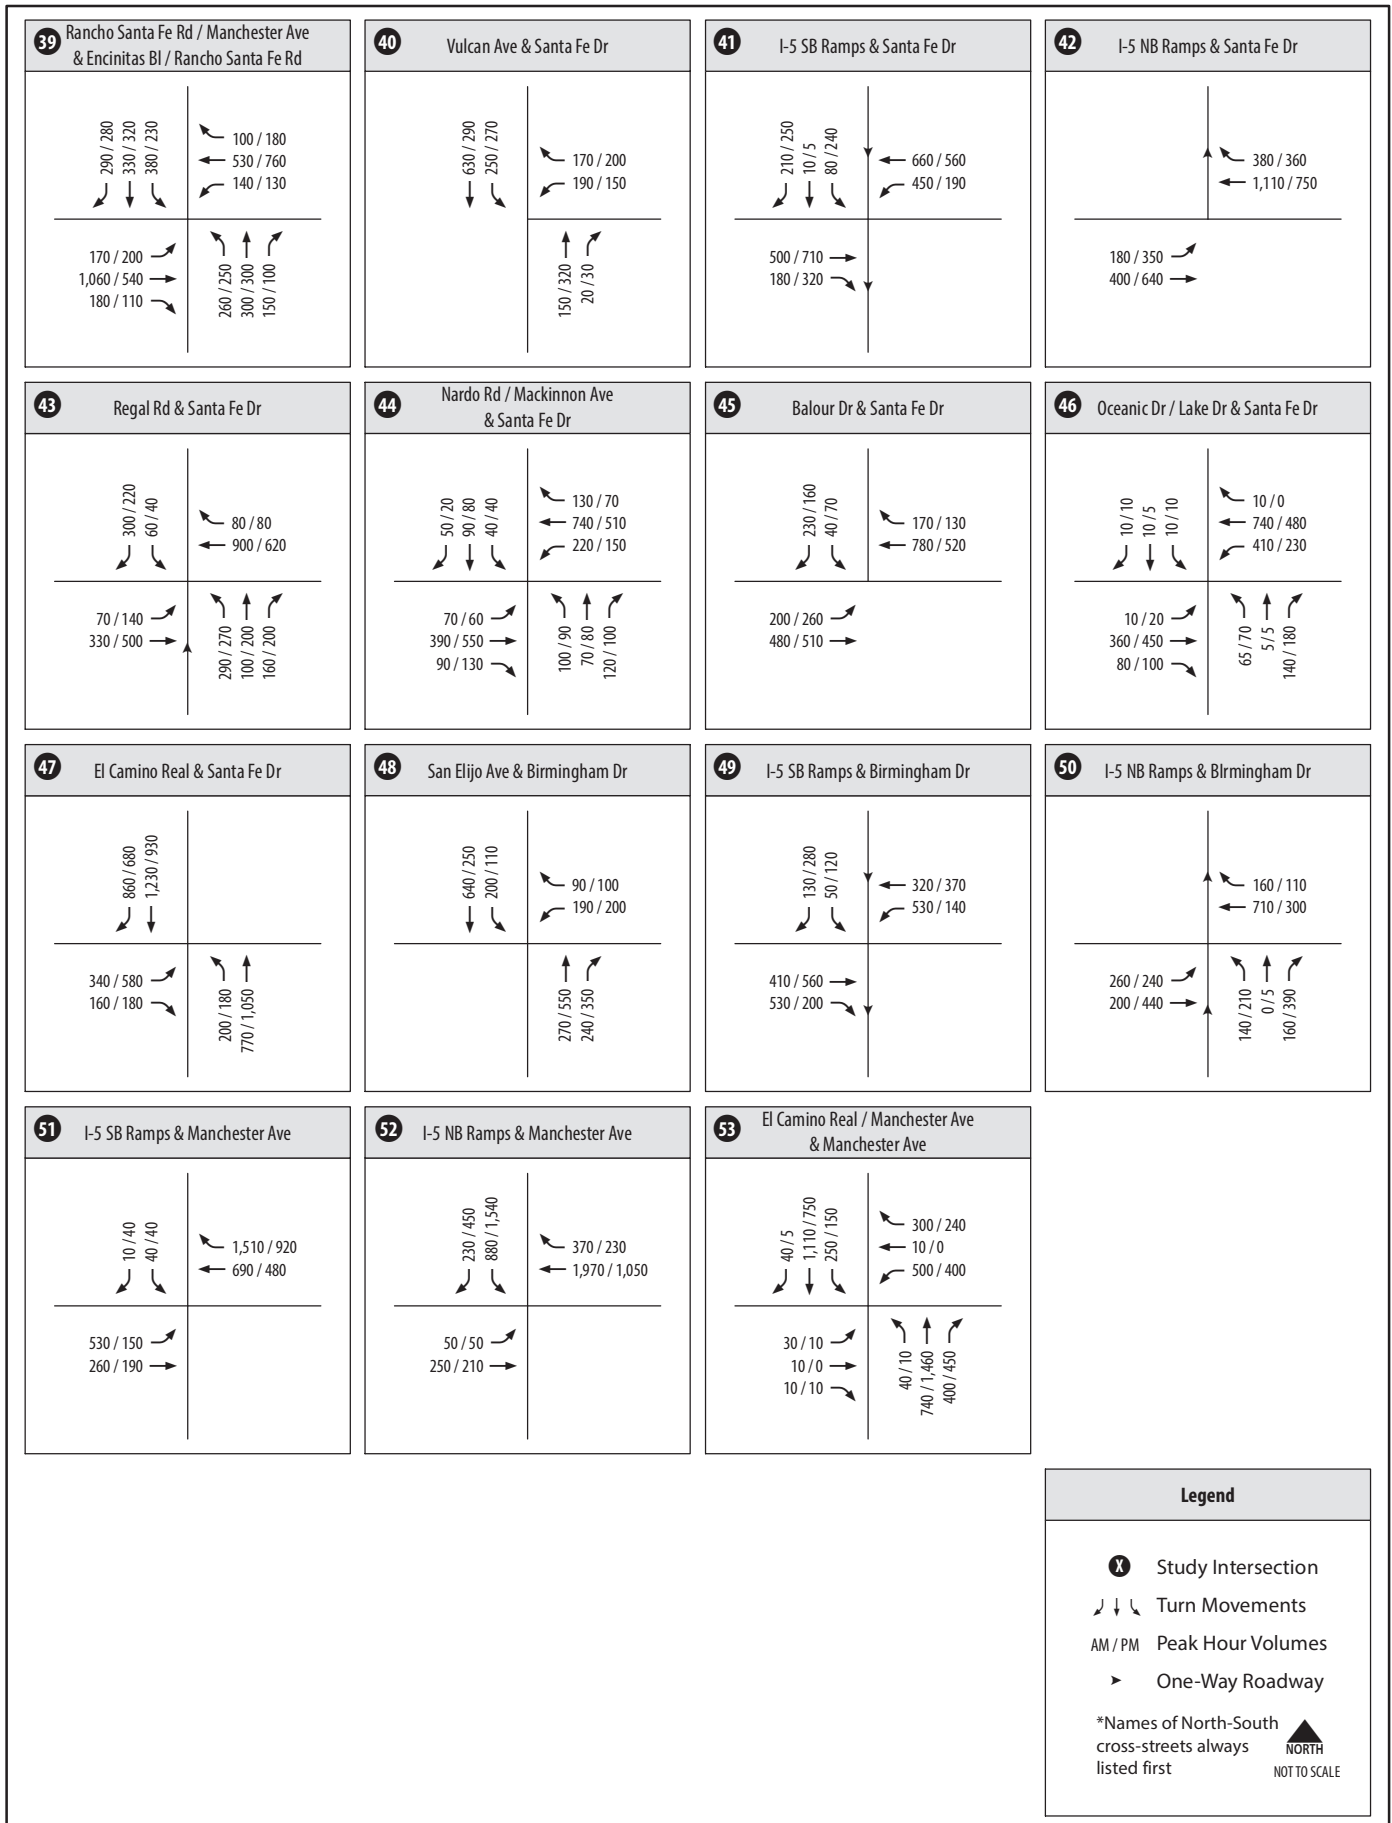 39
Rancho Santa Fe Rd / Manchester Ave
& Encinitas Bl / Rancho Santa Fe Rd
290 / 280
330 / 320
380 / 230
100 / 180
530 / 760
140 / 130
170 / 200
1,060 / 540
180 / 110
260 / 250
300 / 300
150 / 100
40
Vulcan Ave & Santa Fe Dr
630 / 290
250 / 270
170 / 200
190 / 150
150 / 320
20 / 30
41
I-5 SB Ramps & Santa Fe Dr
210 / 250
10 / 5
80 / 240
660 / 560
450 / 190
500 / 710
180 / 320
42
I-5 NB Ramps & Santa Fe Dr
380 / 360
1,110 / 750
180 / 350
400 / 640
43
Regal Rd & Santa Fe Dr
300 / 220
60 / 40
80 / 80
900 / 620
70 / 140
330 / 500
290 / 270
100 / 200
160 / 200
44
Nardo Rd / Mackinnon Ave
& Santa Fe Dr
50 / 20
90 / 80
40 / 40
130 / 70
740 / 510
220 / 150
70 / 60
390 / 550
90 / 130
100 / 90
70 / 80
120 / 100
45
Balour Dr & Santa Fe Dr
230 / 160
40 / 70
170 / 130
780 / 520
200 / 260
480 / 510
46
Oceanic Dr / Lake Dr & Santa Fe Dr
10 / 10
10 / 5
10 / 10
10 / 0
740 / 480
410 / 230
10 / 20
360 / 450
80 / 100
65 / 70
5 / 5
140 / 180
47
El Camino Real & Santa Fe Dr
860 / 680
1,230 / 930
340 / 580
160 / 180
200 / 180
770 / 1,050
48
San Elijo Ave & Birmingham Dr
640 / 250
200 / 110
90 / 100
190 / 200
270 / 550
240 / 350
49
I-5 SB Ramps & Birmingham Dr
130 / 280
50 / 120
320 / 370
530 / 140
410 / 560
530 / 200
50
I-5 NB Ramps & BIrmingham Dr
160 / 110
710 / 300
260 / 240
200 / 440
140 / 210
0 / 5
160 / 390
51
I-5 SB Ramps & Manchester Ave
10 / 40
40 / 40
1,510 / 920
690 / 480
530 / 150
260 / 190
52
I-5 NB Ramps & Manchester Ave
230 / 450
880 / 1,540
370 / 230
1,970 / 1,050
50 / 50
250 / 210
53
El Camino Real / Manchester Ave
& Manchester Ave
40 / 5
1,110 / 750
250 / 150
300 / 240
10 / 0
500 / 400
30 / 10
10 / 0
10 / 10
40 / 10
740 / 1,460
400 / 450
Legend
X Study Intersection
Turn Movements
AM / PM Peak Hour Volumes
One-Way Roadway
*Names of North-South
cross-streets always
listed first
NORTH
NOT TO SCALE